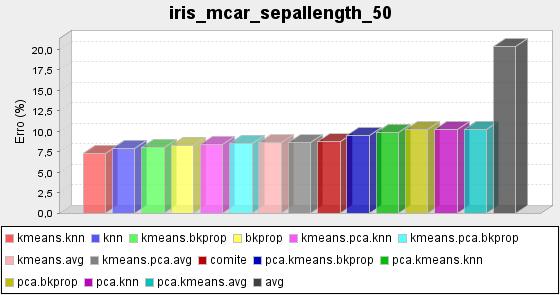 iris_mcar_sepallength_50
Erro (%)
20,0
17,5
15,0
12,5
10,0
7,5
5,0
2,5
0,0
kmeans.knn knn kmeans.bkprop bkprop kmeans.pca.knn kmeans.pca.bkprop
kmeans.avg kmeans.pca.avg comite pca.kmeans.bkprop pca.kmeans.knn
pca.bkprop pca.knn pca.kmeans.avg avg